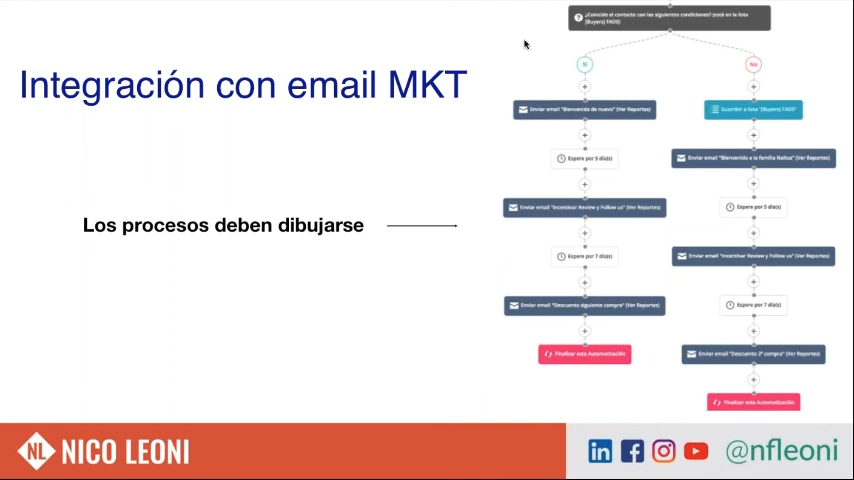 ¿Coincide el contacto con las siguientes condiciones? (está en la lista
[Buyers] FADS)
Integración con email MKT
Los procesos deben dibujarse
Sí
Enviar email "Bienvenida de nuevo" (Ver Reportes)
Espere por 5 día(s)
Enviar email "Incentivar Review y Follow us" (Ver Reportes)
Espere por 7 día(s)
Enviar email "Descuento siguiente compra" (Ver Reportes)
Finalizar esta Automatización
No
Suscribir a lista "[Buyers] FADS"
Enviar email "Bienvenido a la familia Nattus" (Ver Reportes)
Espere por 5 día(s)
Enviar email "Incentivar Review y Follow us" (Ver Reportes)
Espere por 7 día(s)
Enviar email "Descuento 2ª compra" (Ver Reportes)
Finalizar esta Automatización
NL NICO LEONI
@nfleoni